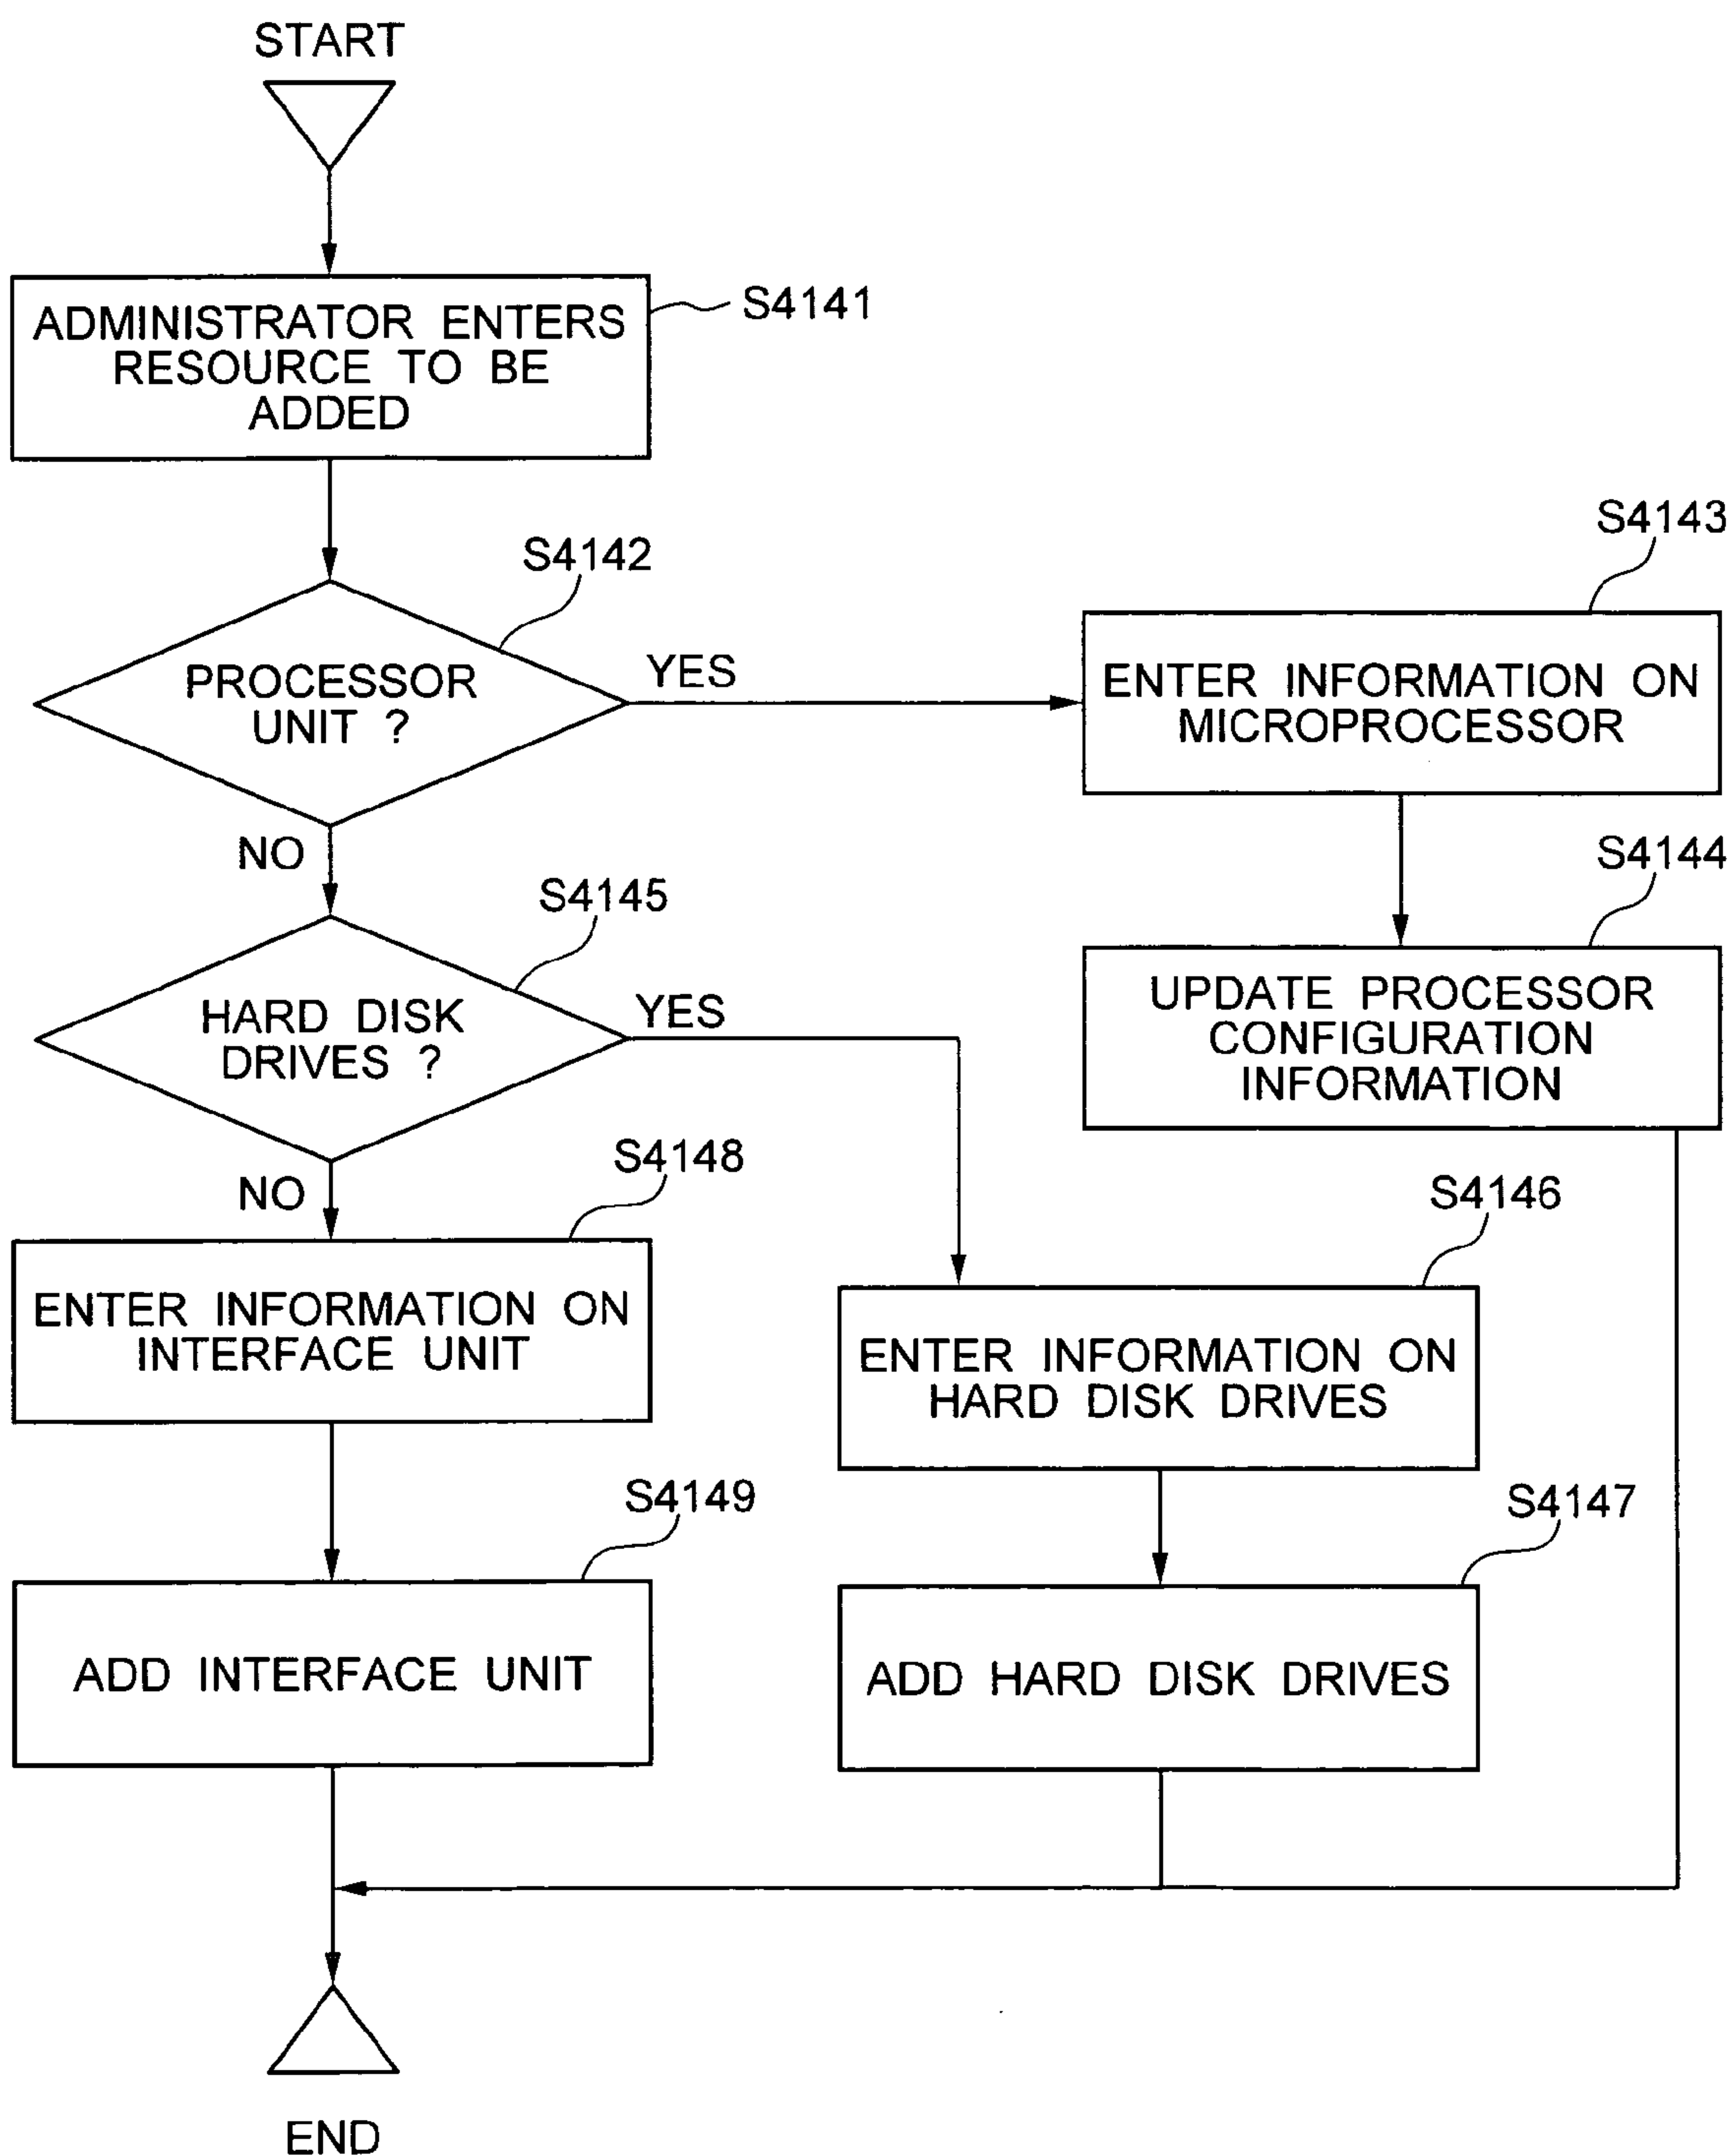 START
ADMINISTRATOR ENTERS
RESOURCE TO BE
ADDED
S4141
S4142
PROCESSOR
UNIT ?
YES
NO
S4143
ENTER INFORMATION ON
MICROPROCESSOR
S4144
UPDATE PROCESSOR
CONFIGURATION
INFORMATION
S4145
HARD DISK
DRIVES ?
YES
NO
S4146
ENTER INFORMATION ON
HARD DISK DRIVES
S4147
ADD HARD DISK DRIVES
S4148
ENTER INFORMATION ON
INTERFACE UNIT
S4149
ADD INTERFACE UNIT
END